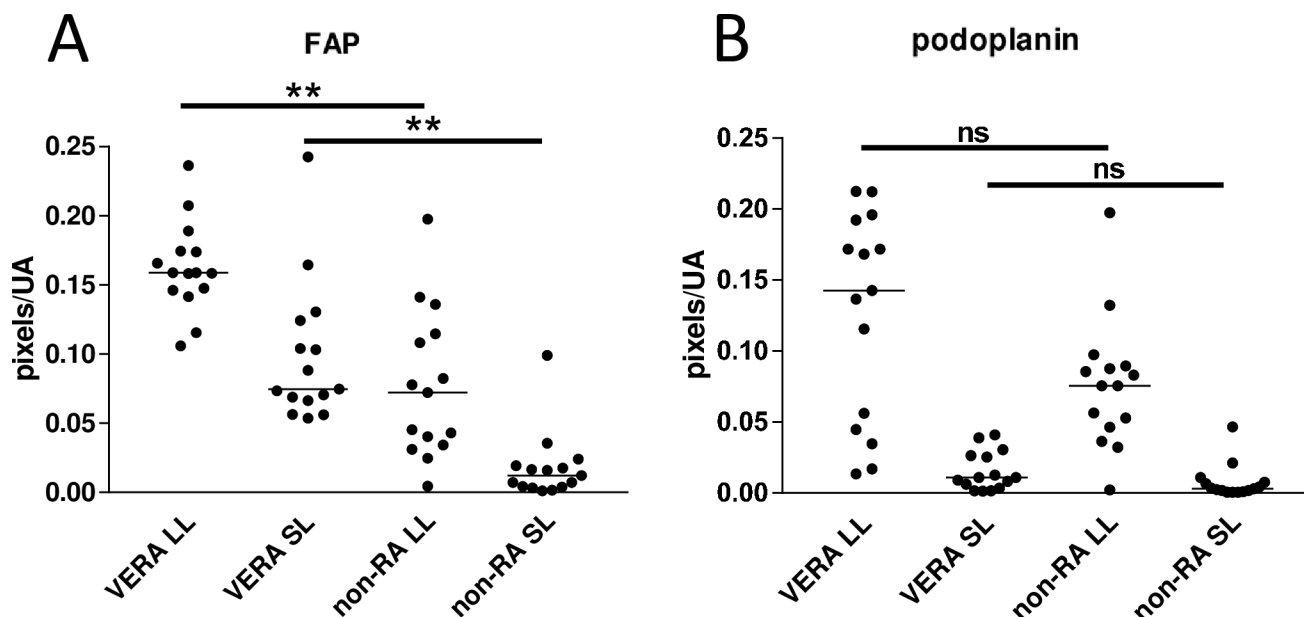 A
FAP
**
**
pixels/UA
0.25
0.20
0.15
0.10
0.05
0.00
VERA LL
VERA SL
non-RA LL
non-RA SL
B
podoplanin
ns
ns
pixels/UA
0.25
0.20
0.15
0.10
0.05
0.00
VERA LL
VERA SL
non-RA LL
non-RA SL